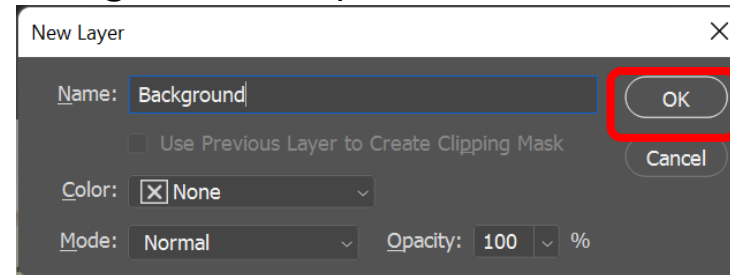 New Layer
Name: Background OK
Use Previous Layer to Create Clipping Mask
Cancel
Color: None
Mode: Normal Opacity: 100 %